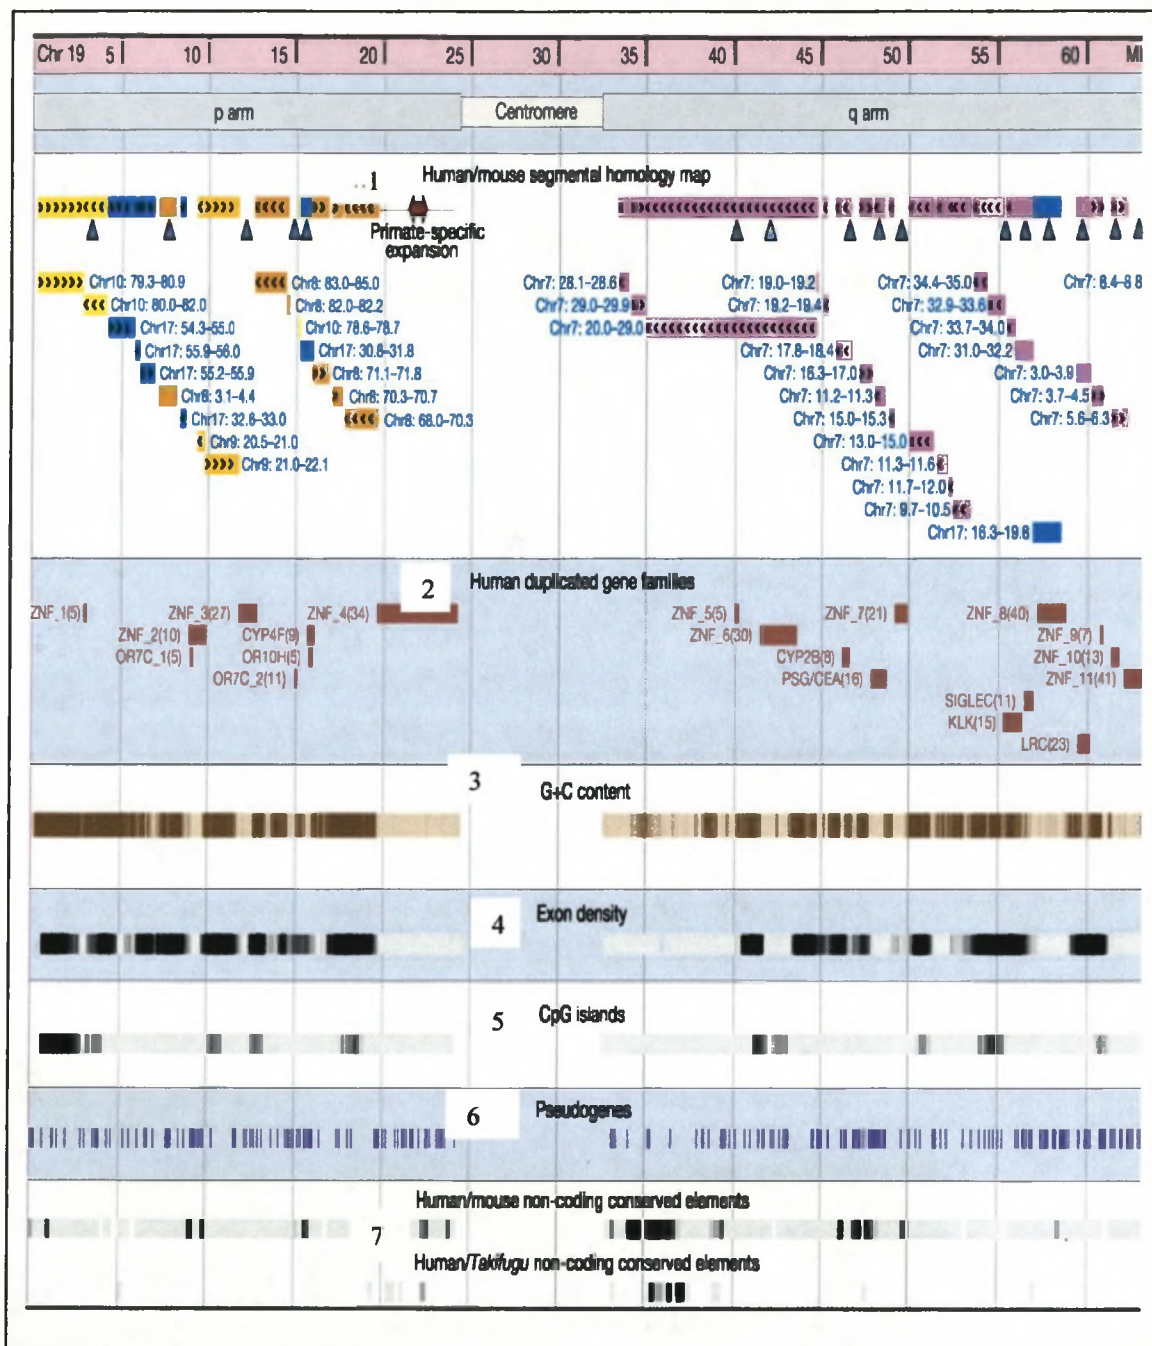 Chr 19 5 10 15 20 25 30 35 40 45 50 55 60 M
p arm Centromere q arm
Human/mouse segmental homology map
1
Primate-specific
expansion
Chr10: 79.3–80.9 Chr8: 83.0–85.0 Chr7: 28.1–28.6 Chr7: 19.0–19.2 Chr7: 34.4–35.0 Chr7: 8.4–8.8
Chr10: 80.0–82.0 Chr8: 82.0–82.2 Chr7: 29.0–29.9 Chr7: 19.2–19.4 Chr7: 32.9–33.6
Chr17: 54.3–55.0 Chr10: 78.6–78.7 Chr7: 20.0–29.0 Chr7: 33.7–34.0
Chr17: 55.9–56.0 Chr17: 30.8–31.8 Chr7: 17.8–18.4 Chr7: 31.0–32.2
Chr17: 55.2–55.9 Chr8: 71.1–71.8 Chr7: 16.3–17.0 Chr7: 3.0–3.9
Chr8: 3.1–4.4 Chr8: 70.3–70.7 Chr7: 11.2–11.3 Chr7: 3.7–4.5
Chr17: 32.6–33.0 Chr8: 68.0–70.3 Chr7: 15.0–15.3 Chr7: 5.6–6.3
Chr9: 20.5–21.0 Chr7: 13.0–15.0
Chr9: 21.0–22.1 Chr7: 11.3–11.6
Chr7: 11.7–12.0
Chr7: 9.7–10.5
Chr17: 16.3–19.8
2 Human duplicated gene families
ZNF_1(5) ZNF_3(27) ZNF_4(34) ZNF_5(5) ZNF_7(21) ZNF_8(40)
ZNF_2(10) CYP4F(9) ZNF_6(30) ZNF_9(7)
OR7C_1(5) OR10H(5) CYP2B(8) ZNF_10(13)
OR7C_2(11) PSG/CEA(16) ZNF_11(41)
SIGLEC(11)
KLK(15)
LRC(23)
3 G+C content
4 Exon density
5 CpG islands
6 Pseudogenes
Human/mouse non-coding conserved elements
7
Human/Takifugu non-coding conserved elements